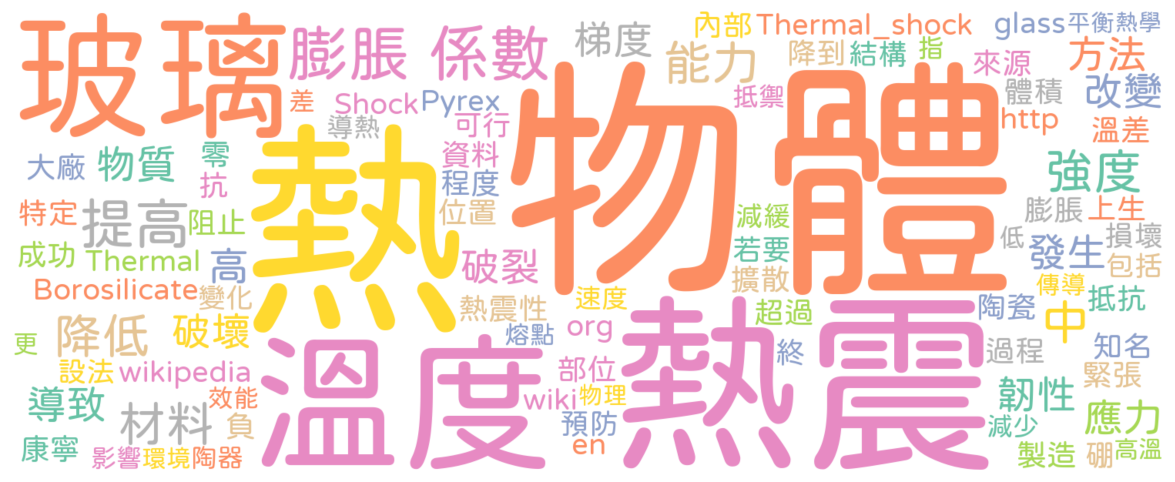 玻璃
膨脹
係數
梯度
內部
Thermal_shock
glass
平衡
熱學
能力
降到
結構
指
來源
方法
差
Shock
Pyrex
抵禦
體積
改變
導熱
可行
http
溫差
物體
熱
大廠
物質
零
資料
強度
抗
程度
特定
提高
阻止
位置
減緩
膨脹
上生
成功
Thermal
高
破裂
若要
低
發生
損壞
包括
擴散
Borosilicate
變化
熱震性
速度
超過
陶瓷
傳導
抵抗
中
更
降低
破壞
熔點
org
溫度
熱震
終
過程
知名
設法
wikipedia
部位
緊張
導致
效能
wiki
物理
韌性
材料
負
預防
減少
應力
康寧
影響
環境
陶器
en
製造
硼
高溫